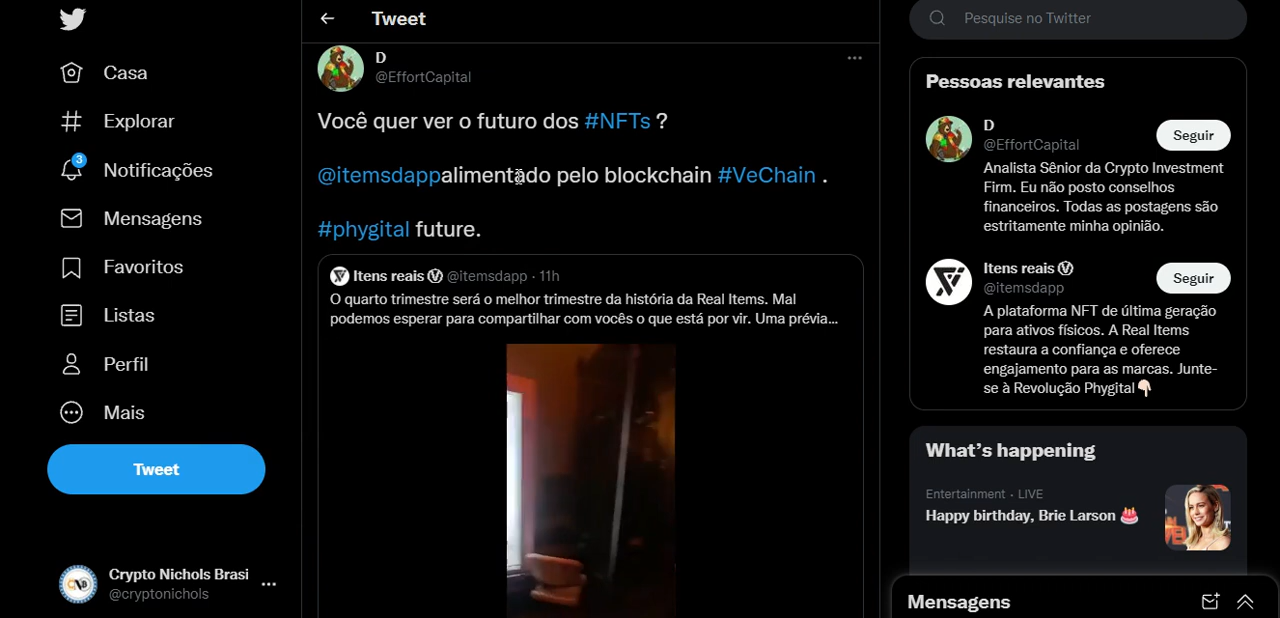 Casa
Explorar
3
Notificações
Mensagens
Favoritos
Listas
Perfil
Mais
Tweet
Crypto Nichols Brasi
@cryptonichols
Tweet
D
@EffortCapital
Você quer ver o futuro dos #NFTs ?
@itemsdappalimentado pelo blockchain #VeChain .
#phygital future.
Itens reais Ⓥ @itemsdapp · 11h
O quarto trimestre será o melhor trimestre da história da Real Items. Mal
podemos esperar para compartilhar com vocês o que está por vir. Uma prévia...
Pesquise no Twitter
Pessoas relevantes
D
@EffortCapital
Seguir
Analista Sênior da Crypto Investment
Firm. Eu não posto conselhos
financeiros. Todas as postagens são
estritamente minha opinião.
Itens reais Ⓥ
@itemsdapp
Seguir
A plataforma NFT de última geração
para ativos físicos. A Real Items
restaura a confiança e oferece
engajamento para as marcas. Junte-
se à Revolução Phygital👇🏻
What's happening
Entertainment · LIVE
Happy birthday, Brie Larson 🎂
Mensagens